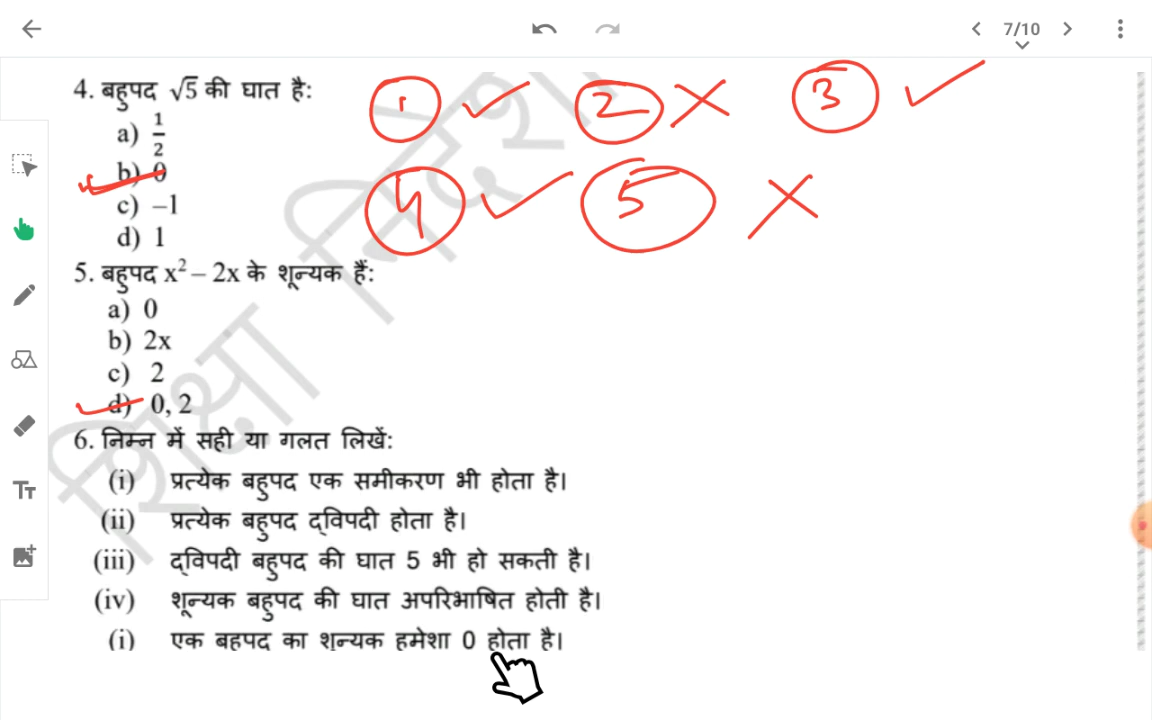 7/10
4. बहुपद √5 की घात है:
a) 1/2
b) 0
c) –1
d) 1
① ✓ ② ✗ ③ ✓
④ ✓ ⑤ ✗
5. बहुपद x² – 2x के शून्यक हैं:
a) 0
b) 2x
c) 2
d) 0, 2
6. निम्न में सही या गलत लिखें:
(i) प्रत्येक बहुपद एक समीकरण भी होता है।
(ii) प्रत्येक बहुपद द्विपदी होता है।
(iii) द्विपदी बहुपद की घात 5 भी हो सकती है।
(iv) शून्यक बहुपद की घात अपरिभाषित होती है।
(i) एक बहुपद का शून्यक हमेशा 0 होता है।
शिक्षा निदेश
Tт